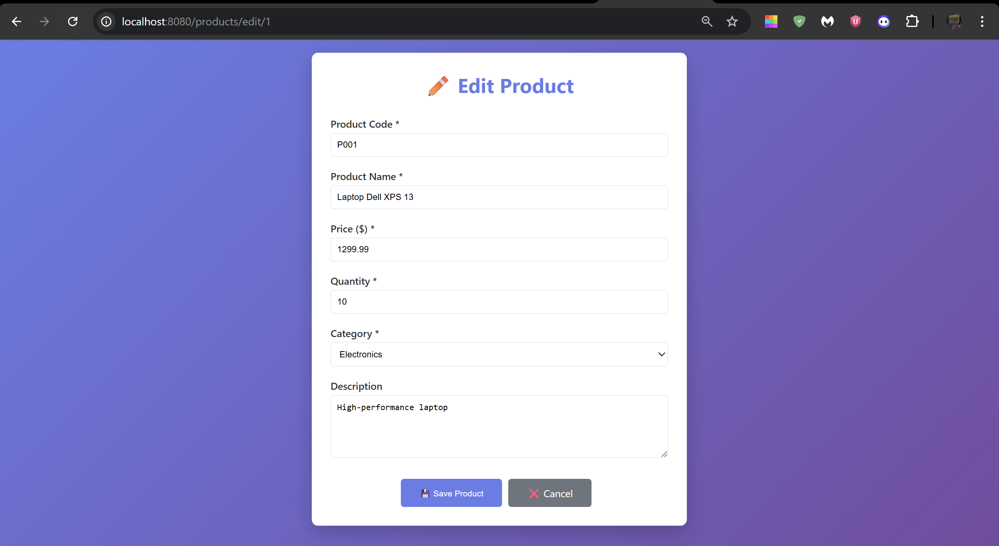 localhost:8080/products/edit/1
Edit Product
Product Code *
P001
Product Name *
Laptop Dell XPS 13
Price ($) *
1299.99
Quantity *
10
Category *
Electronics
Description
High-performance laptop
Save Product
Cancel